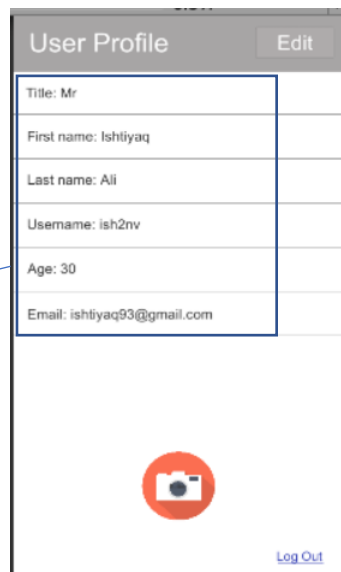 User Profile
Edit
Title: Mr
First name: Ishtiyaq
Last name: Ali
Username: ish2nv
Age: 30
Email: ishtiyaq93@gmail.com
Log Out